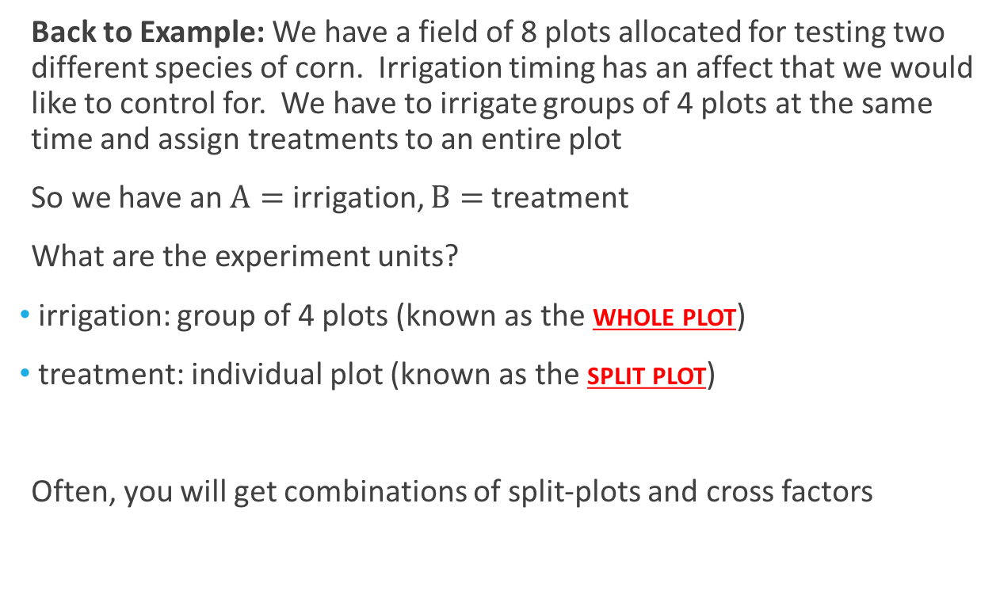 Back to Example: We have a field of 8 plots allocated for testing two
different species of corn.  Irrigation timing has an affect that we would
like to control for.  We have to irrigate groups of 4 plots at the same
time and assign treatments to an entire plot
So we have an A = irrigation, B = treatment
What are the experiment units?
• irrigation: group of 4 plots (known as the WHOLE PLOT)
• treatment: individual plot (known as the SPLIT PLOT)
Often, you will get combinations of split-plots and cross factors